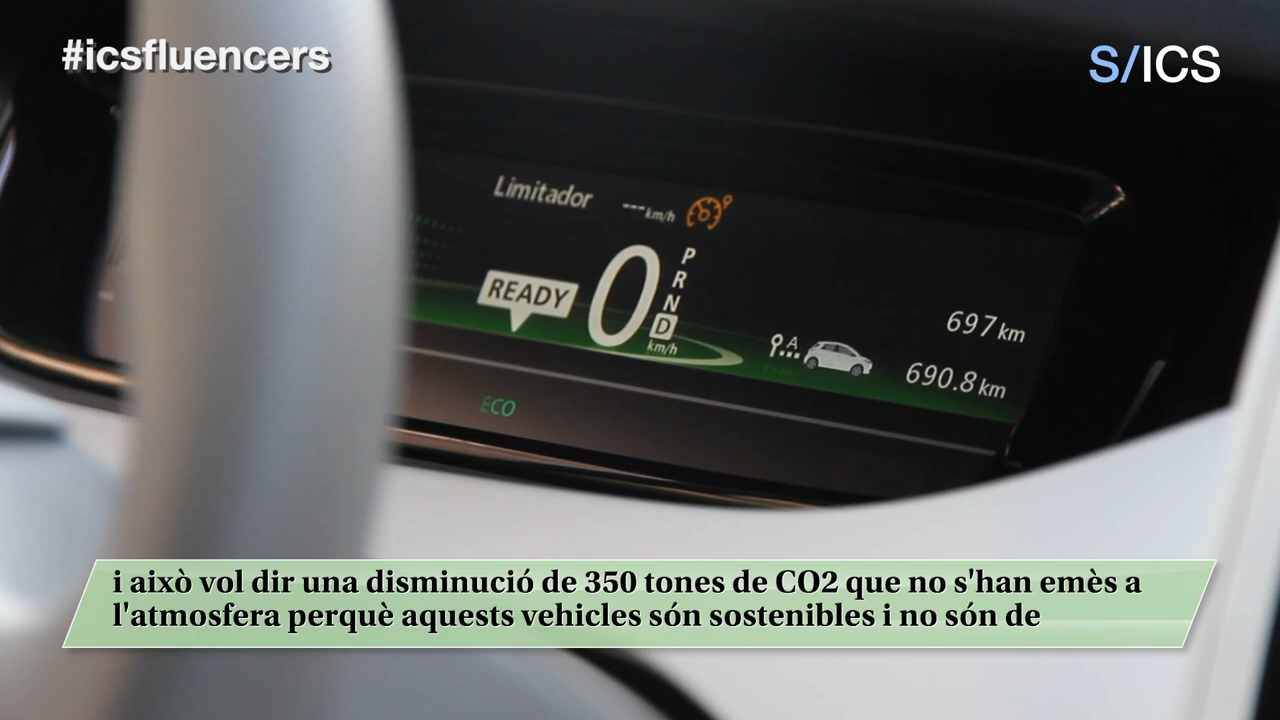 #icsfluencers
S/ICS
Limitador ---km/h
READY
0
km/h
P
R
N
D
A
697 km
690.8 km
ECO
i això vol dir una disminució de 350 tones de CO2 que no s'han emès a
l'atmosfera perquè aquests vehicles són sostenibles i no són de